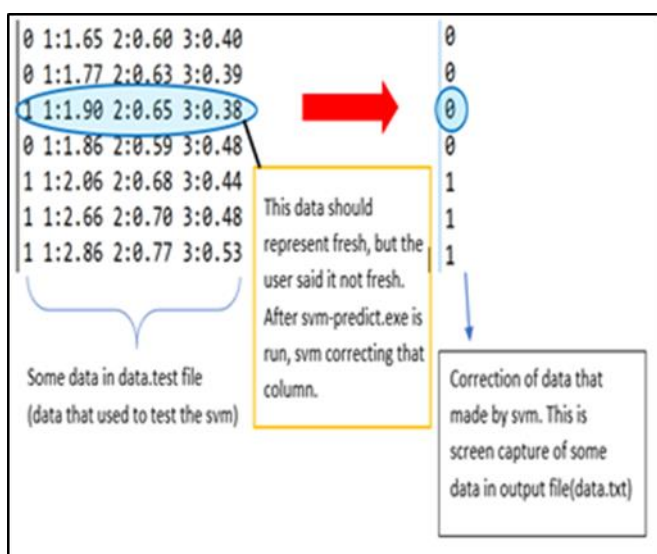 0 1:1.65 2:0.60 3:0.40
0 1:1.77 2:0.63 3:0.39
1 1:1.90 2:0.65 3:0.38
0 1:1.86 2:0.59 3:0.48
1 1:2.06 2:0.68 3:0.44
1 1:2.66 2:0.70 3:0.48
1 1:2.86 2:0.77 3:0.53
0
0
0
0
1
1
1
This data should
represent fresh, but the
user said it not fresh.
After svm-predict.exe is
run, svm correcting that
column.
Some data in data.test file
(data that used to test the svm)
Correction of data that
made by svm. This is
screen capture of some
data in output file(data.txt)